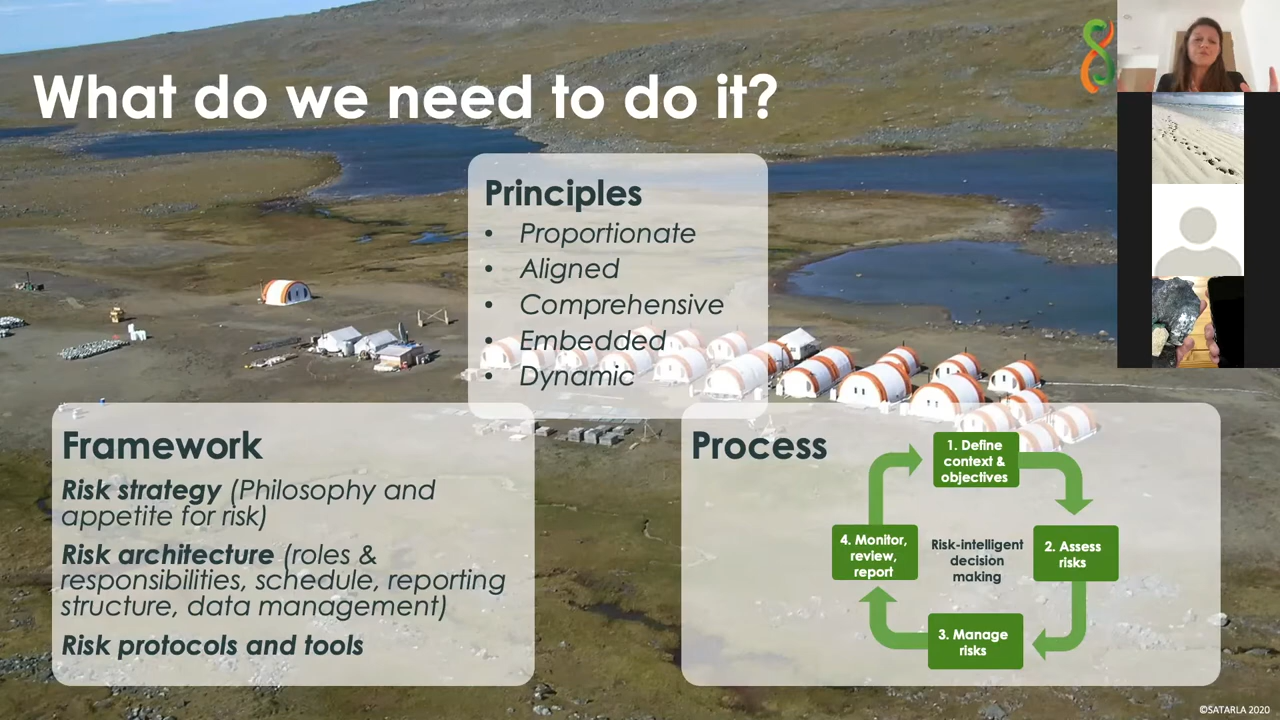 What do we need to do it?
Principles
• Proportionate
• Aligned
• Comprehensive
• Embedded
• Dynamic
Framework
Risk strategy (Philosophy and
appetite for risk)
Risk architecture (roles &
responsibilities, schedule, reporting
structure, data management)
Risk protocols and tools
Process
1. Define
context &
objectives
2. Assess
risks
3. Manage
risks
4. Monitor,
review,
report
Risk-intelligent
decision
making
©SATARLA 2020